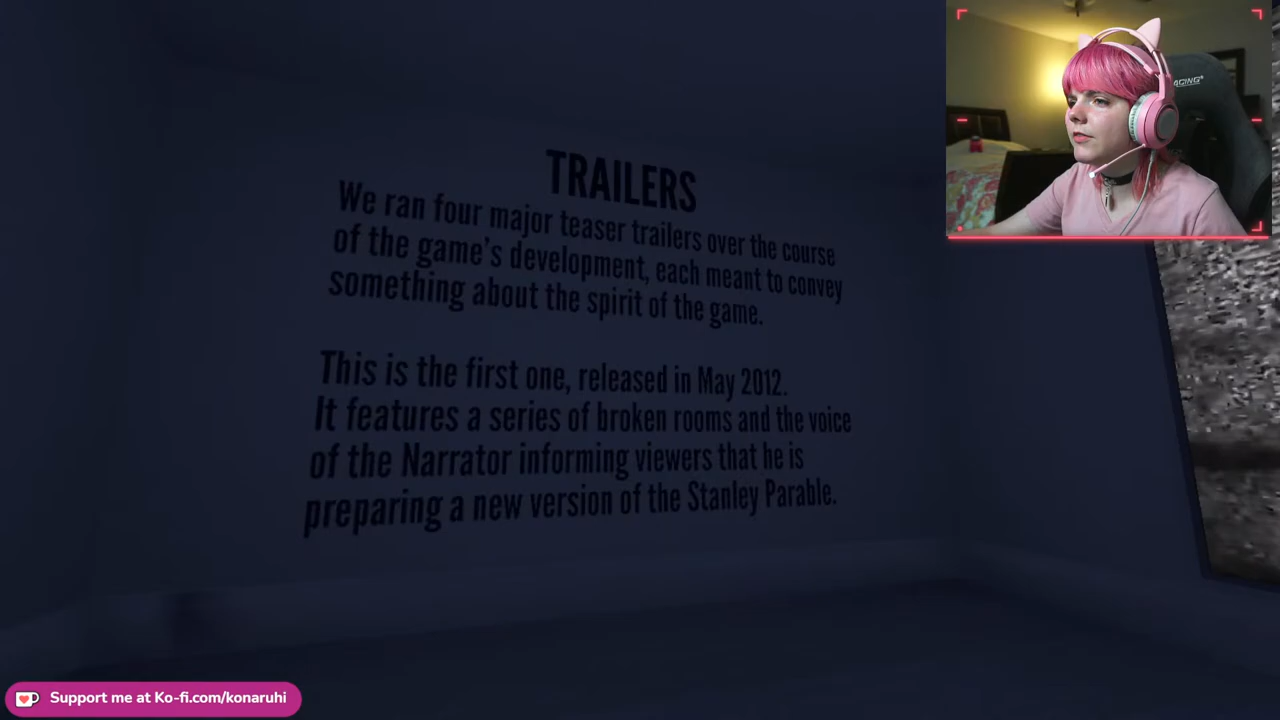 TRAILERS
We ran four major teaser trailers over the course
of the game's development, each meant to convey
something about the spirit of the game.
This is the first one, released in May 2012.
It features a series of broken rooms and the voice
of the Narrator informing viewers that he is
preparing a new version of the Stanley Parable.
Support me at Ko-fi.com/konaruhi